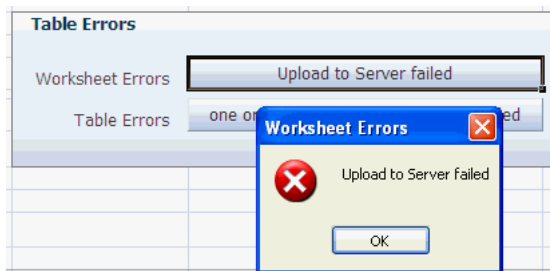 Table Errors
Worksheet Errors Upload to Server failed
Table Errors one or
Worksheet Errors
Upload to Server failed
OK